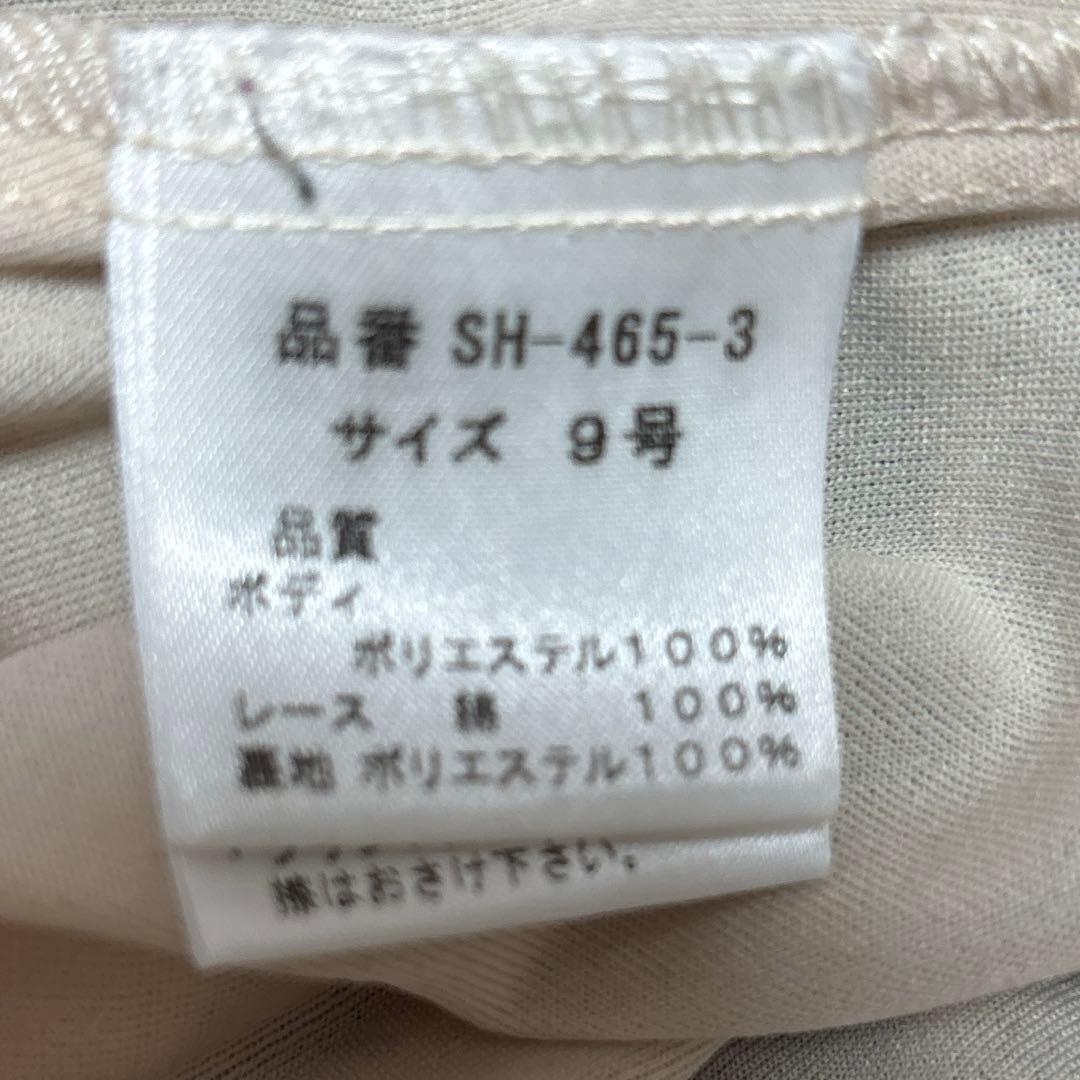 品番 SH-465-3
サイズ 9号
品質
ボディ
ポリエステル100%
レース 綿 100%
裏地 ポリエステル100%
はおさけ下さい。